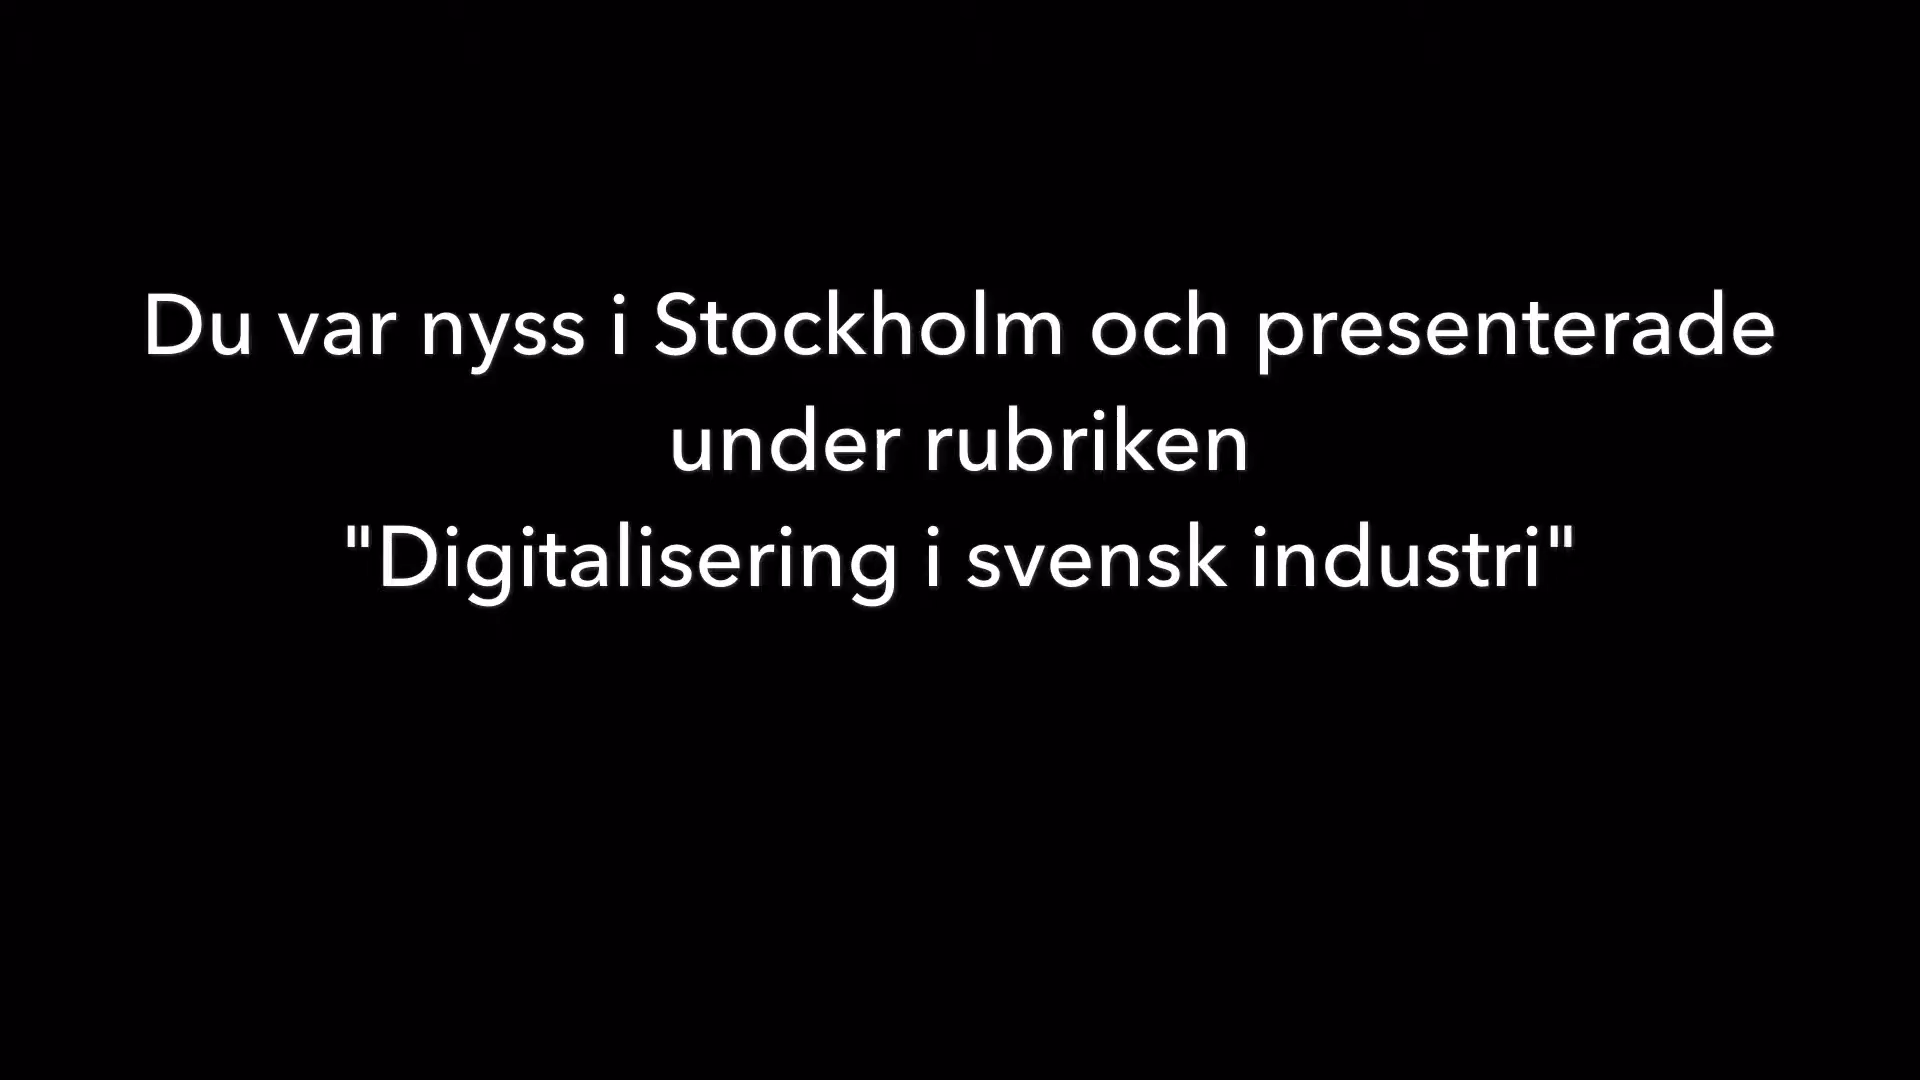 Du var nyss i Stockholm och presenterade
under rubriken
"Digitalisering i svensk industri"